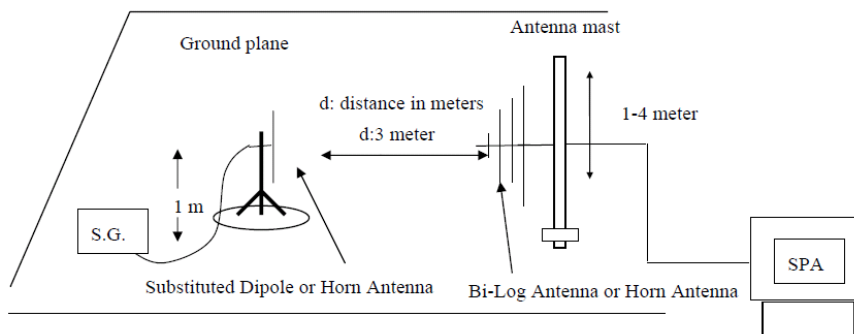 Antenna mast
Ground plane
d: distance in meters
d:3 meter
1-4 meter
1 m
S.G.
SPA
Substituted Dipole or Horn Antenna
Bi-Log Antenna or Horn Antenna